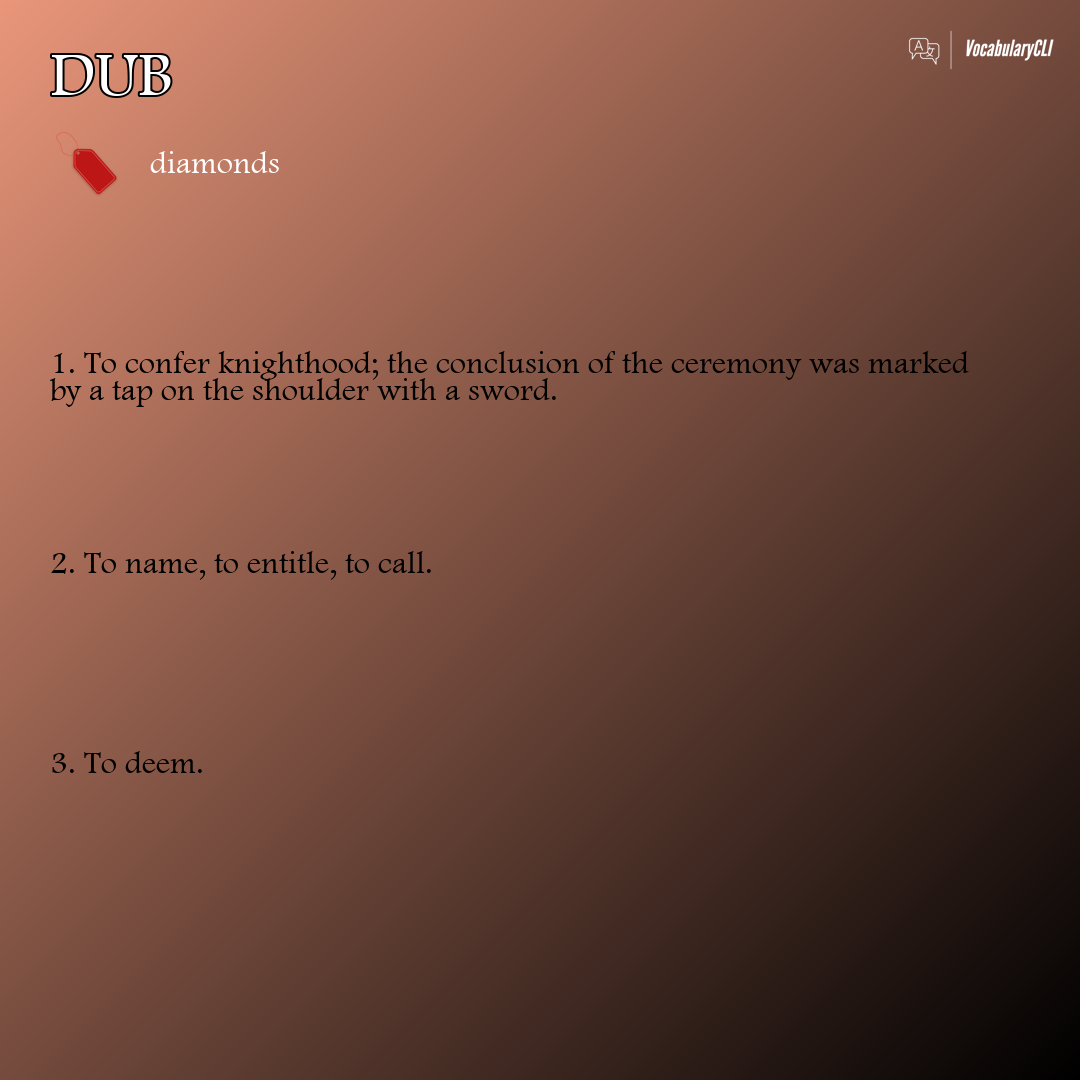 DUB
VocabularyCLI
diamonds
1. To confer knighthood; the conclusion of the ceremony was marked
by a tap on the shoulder with a sword.
2. To name, to entitle, to call.
3. To deem.